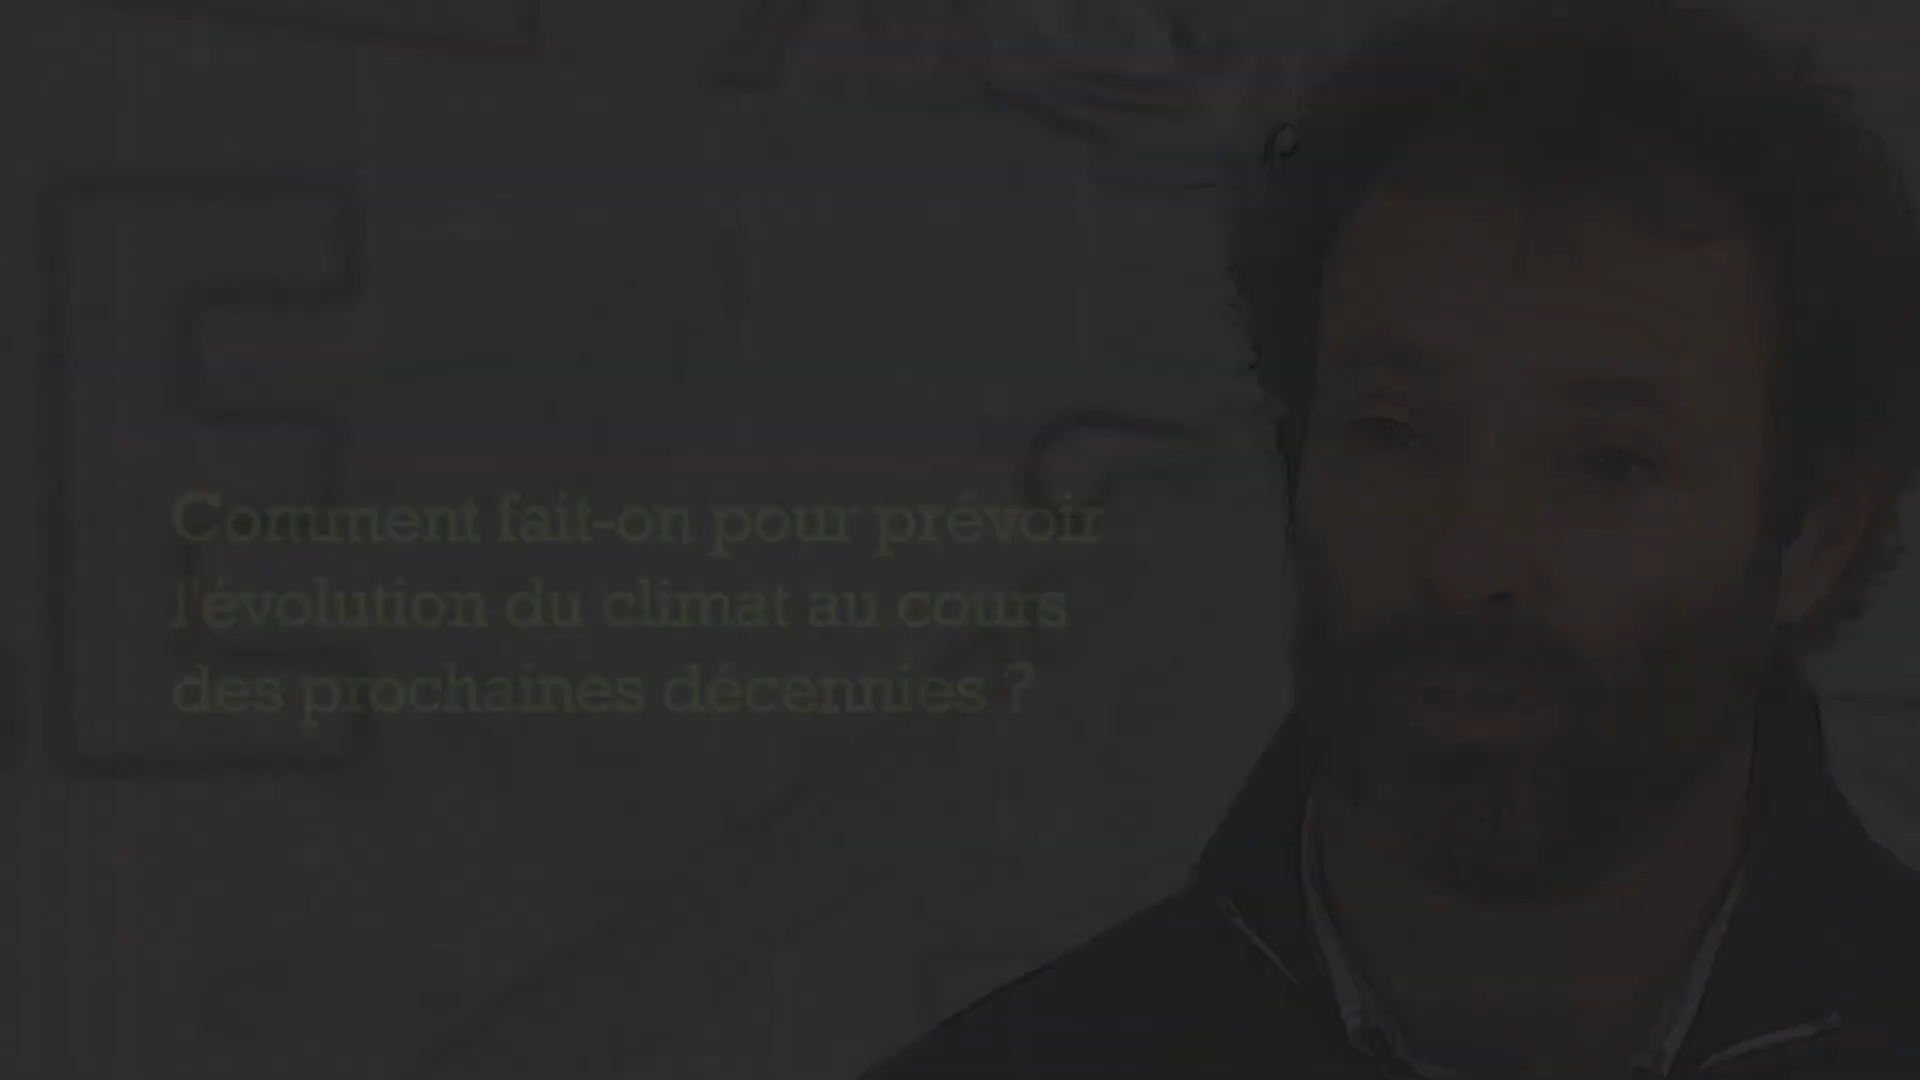 Comment fait-on pour prévoir
l'évolution du climat au cours
des prochaines décennies ?